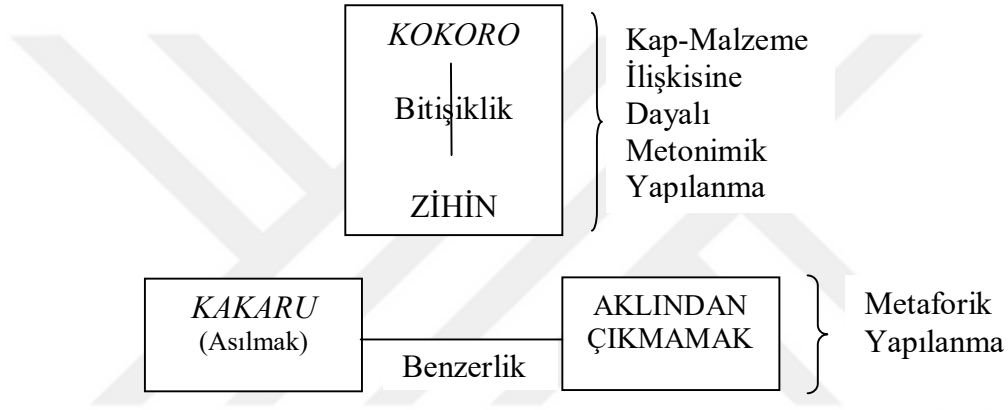 KOKORO
Bitişiklik
ZİHİN
Kap-Malzeme
İlişkisine
Dayalı
Metonimik
Yapılanma
KAKARU
(Asılmak)
Benzerlik
AKLINDAN
ÇIKMAMAK
Metaforik
Yapılanma